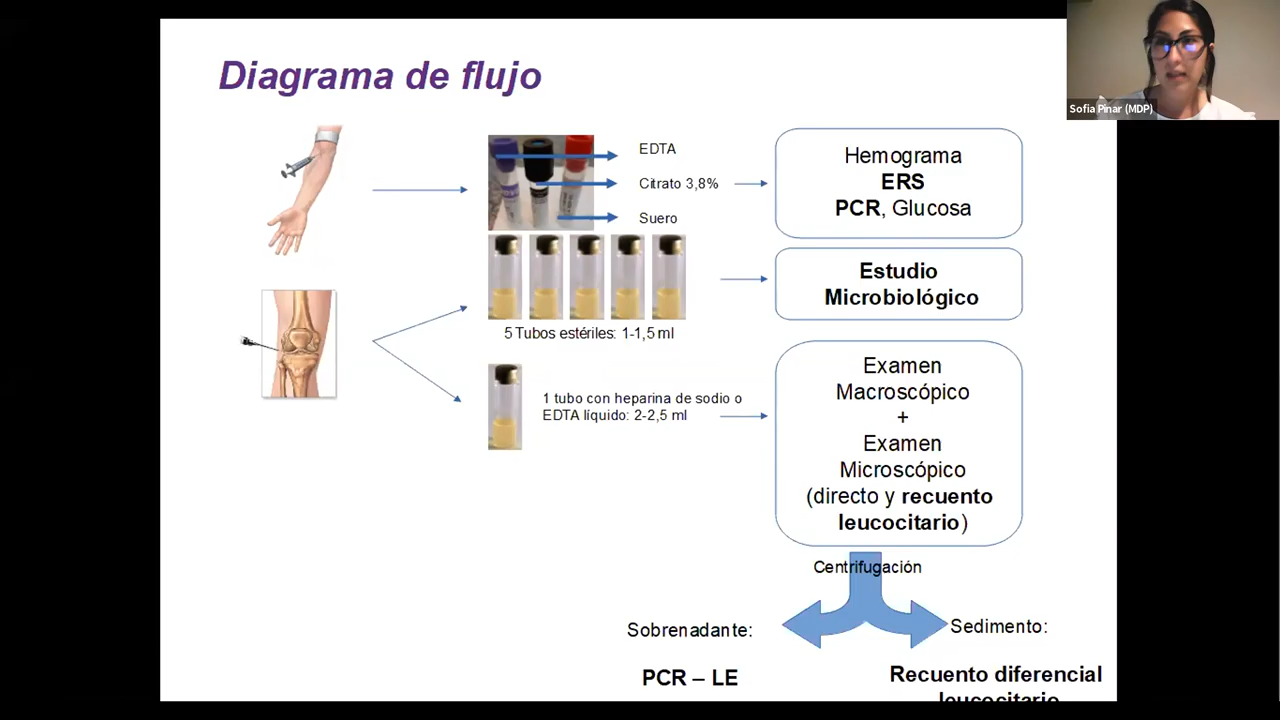 Diagrama de flujo
Sofia Pinar (MDP)
EDTA
Citrato 3,8%
Suero
Hemograma
ERS
PCR, Glucosa
5 Tubos estériles: 1-1,5 ml
Estudio
Microbiológico
1 tubo con heparina de sodio o
EDTA líquido: 2-2,5 ml
Examen
Macroscópico
+
Examen
Microscópico
(directo y recuento
leucocitario)
Centrifugación
Sobrenadante:
Sedimento:
PCR – LE
Recuento diferencial
leucocitario